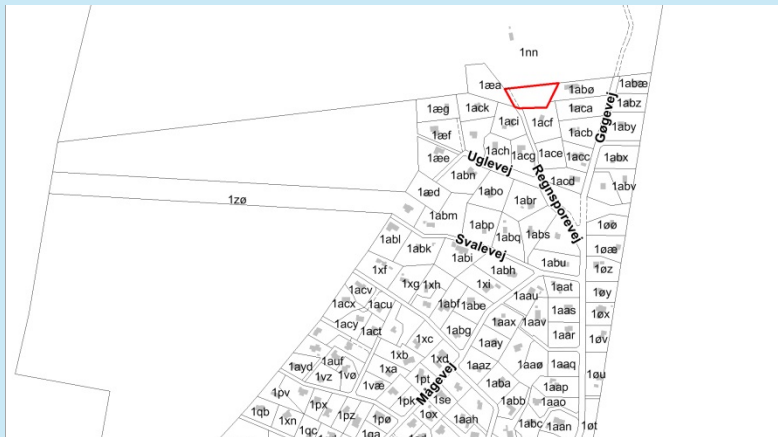 1nn
1æa
1abø
1abæ
1æg
1ack
1aca
1abz
1aci
1acf
1æf
1acb
1aby
Gøgevej
1ach
1acg
1ace
1acc
1abx
1æe
Uglevej
1abn
1acd
1abv
1æd
1abo
1abr
Regnsporevej
1zø
1abm
1abp
1abq
1abs
1øø
1abl
1abk
Svalevej
1øæ
1abi
1abu
1xf
1abh
1øz
1xg
1xh
1xi
1aat
1øy
1acv
1aau
1acx
1acu
1abf
1abe
1aas
1øx
1acy
1act
1abg
1aax
1aav
1aar
1øv
1xc
1aay
1xb
1xd
1auf
1xa
1aaz
1aaø
1aaq
1ayd
1vz
1vø
1væ
1pt
Mågevej
1aba
1aap
1øu
1pv
1pk
1se
1abb
1aao
1qb
1px
1xn
1pz
1pø
1øx
1aah
1abc
1aan
1øt
1qc
1qa